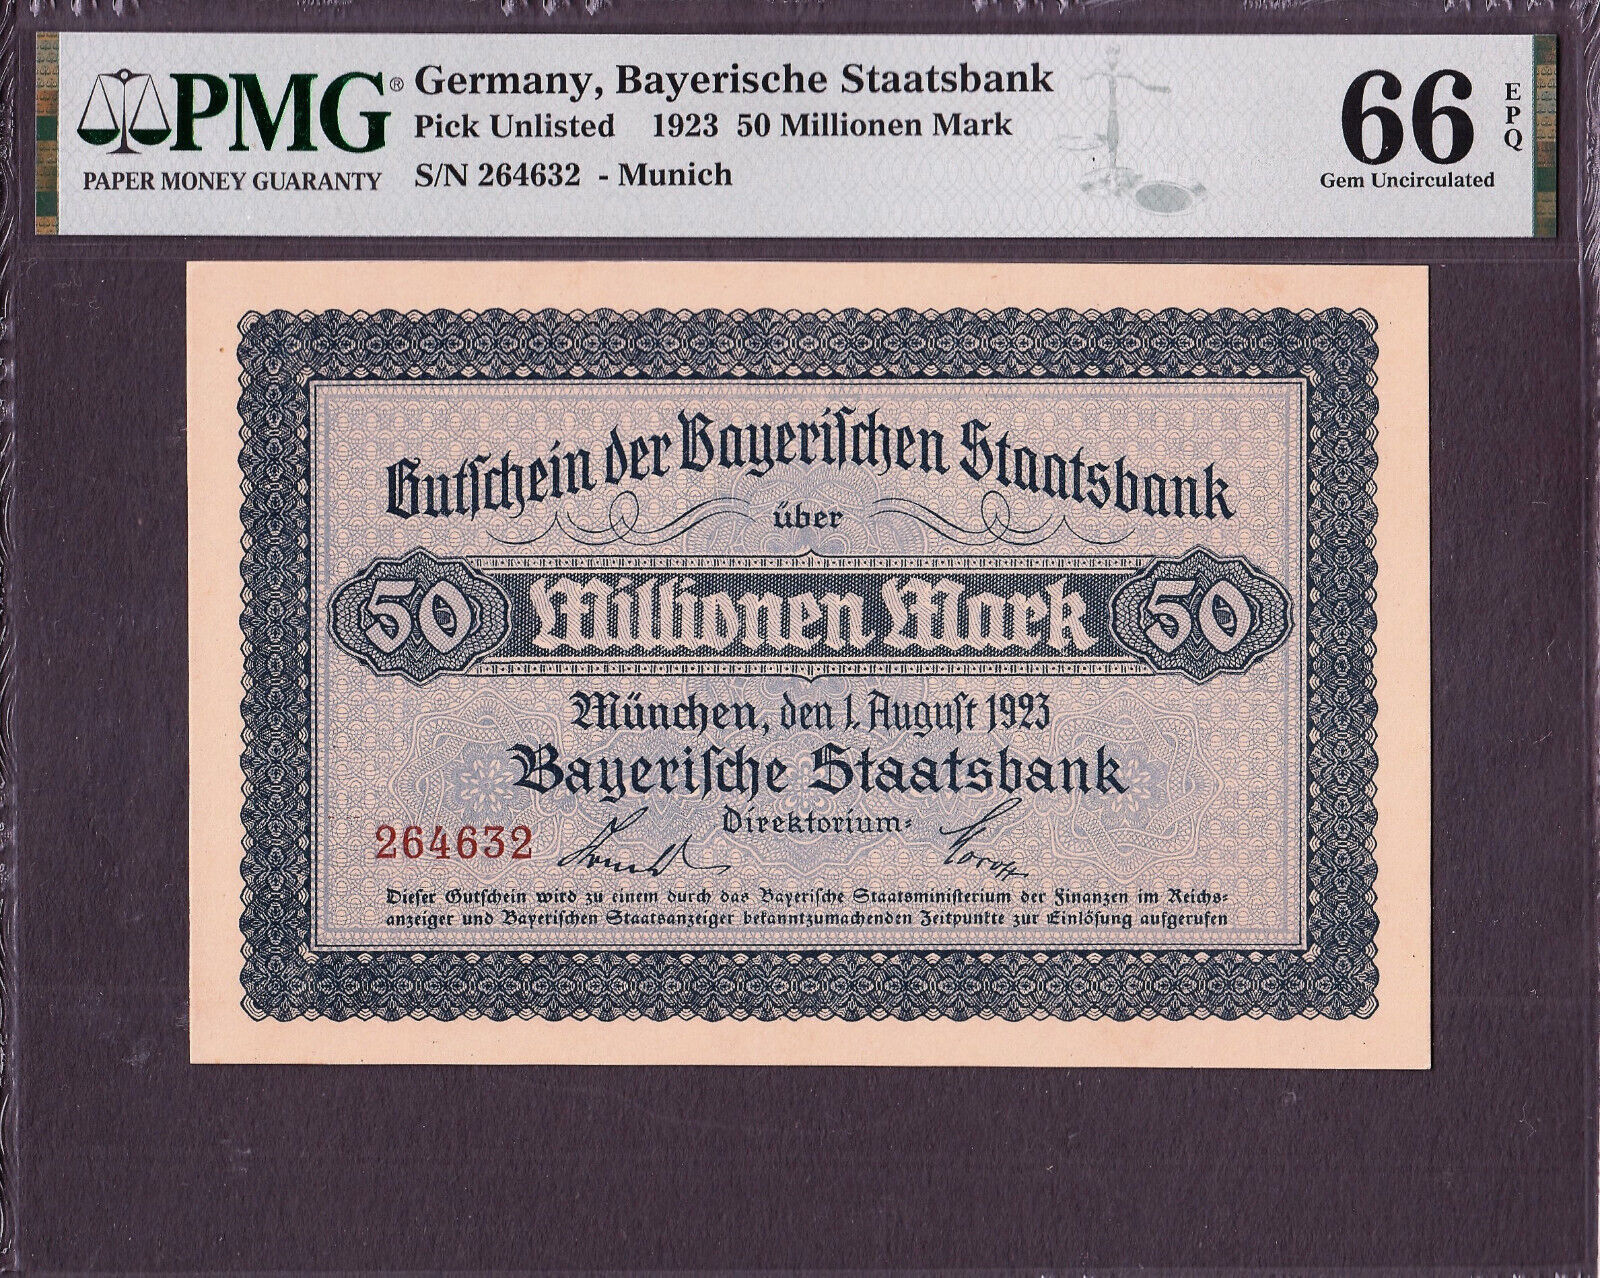 PMG® Germany, Bayerische Staatsbank
Pick Unlisted 1923 50 Millionen Mark
PAPER MONEY GUARANTY
S/N 264632 - Munich
66 EPQ
Gem Uncirculated
Gutschein der Bayerischen Staatsbank
über
50 Millionen Mark 50
München, den 1. August 1923
Bayerische Staatsbank
Direktorium:
264632
Dieser Gutschein wird zu einem durch das Bayerische Staatsministerium der Finanzen im Reichs-
anzeiger und Bayerischen Staatsanzeiger bekanntzumachenden Zeitpunkte zur Einlösung aufgerufen